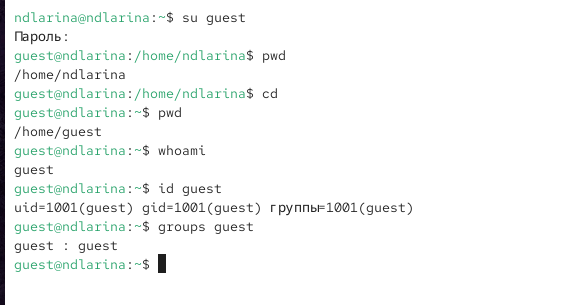 ndlarina@ndlarina:~$ su guest
Пароль:
guest@ndlarina:/home/ndlarina$ pwd
/home/ndlarina
guest@ndlarina:/home/ndlarina$ cd
guest@ndlarina:~$ pwd
/home/guest
guest@ndlarina:~$ whoami
guest
guest@ndlarina:~$ id guest
uid=1001(guest) gid=1001(guest) группы=1001(guest)
guest@ndlarina:~$ groups guest
guest : guest
guest@ndlarina:~$